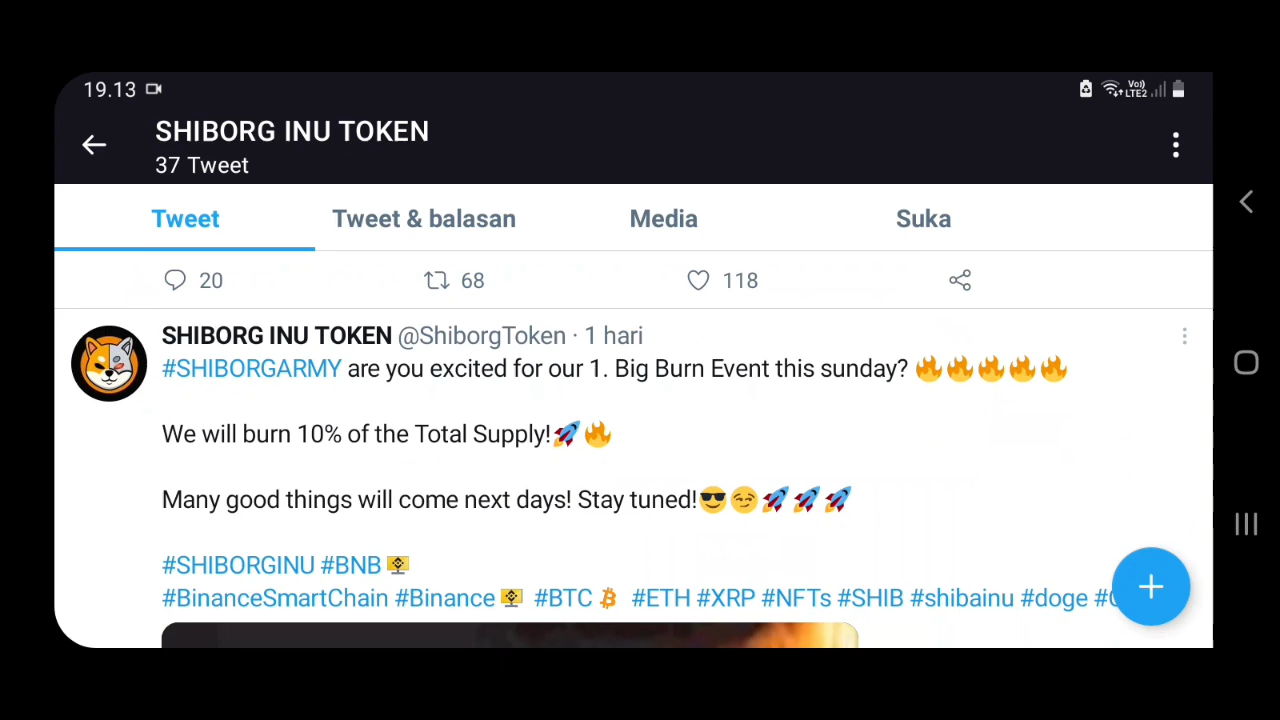 19.13
Vo))
LTE2
SHIBORG INU TOKEN
37 Tweet
Tweet
Tweet & balasan
Media
Suka
20
68
118
SHIBORG INU TOKEN @ShiborgToken · 1 hari
#SHIBORGARMY are you excited for our 1. Big Burn Event this sunday? 🔥🔥🔥🔥🔥
We will burn 10% of the Total Supply!🚀🔥
Many good things will come next days! Stay tuned!😎😏🚀🚀🚀
#SHIBORGINU #BNB
#BinanceSmartChain #Binance #BTC #ETH #XRP #NFTs #SHIB #shibainu #doge